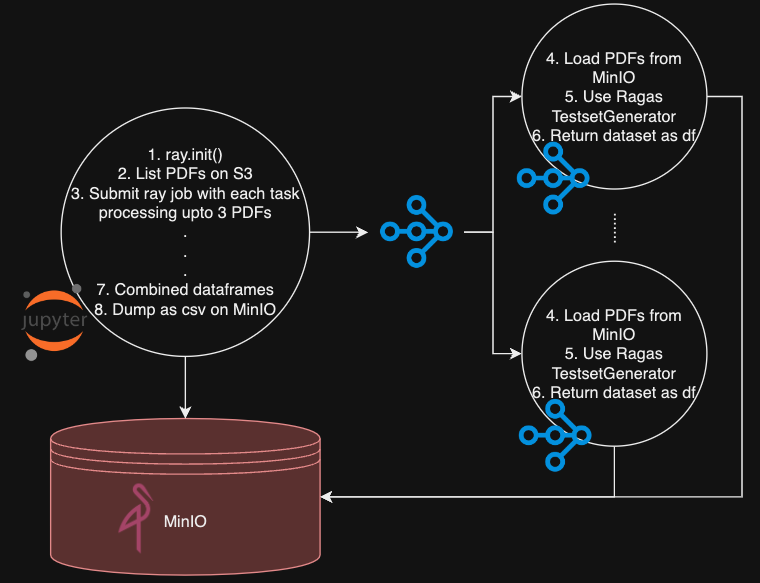 1. ray.init()
2. List PDFs on S3
3. Submit ray job with each task
processing upto 3 PDFs
.
.
.
7. Combined dataframes
8. Dump as csv on MinIO
jupyter
4. Load PDFs from
MinIO
5. Use Ragas
TestsetGenerator
6. Return dataset as df
4. Load PDFs from
MinIO
5. Use Ragas
TestsetGenerator
6. Return dataset as df
MinIO